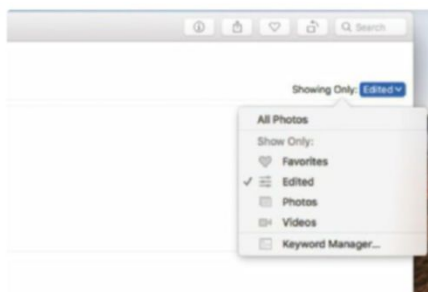 Search
Showing Only: Edited
All Photos
Show Only:
Favorites
Edited
Photos
Videos
Keyword Manager...